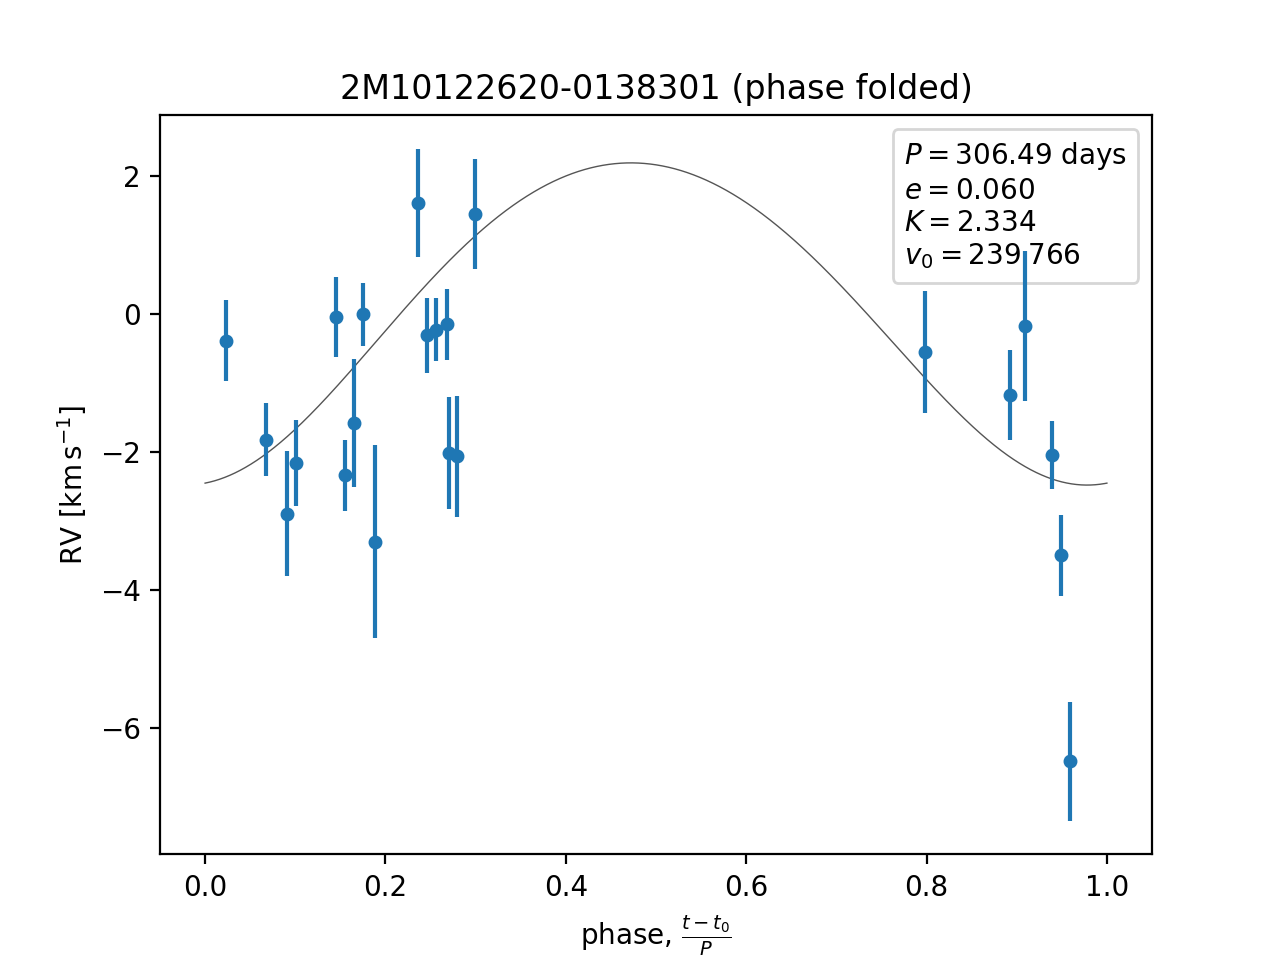 2M10122620-0138301 (phase folded)
P = 306.49 days
e = 0.060
K = 2.334
v₀ = 239.766
2
0
−2
−4
−6
RV [km s⁻¹]
0.0 0.2 0.4 0.6 0.8 1.0
phase, (t − t₀)/P